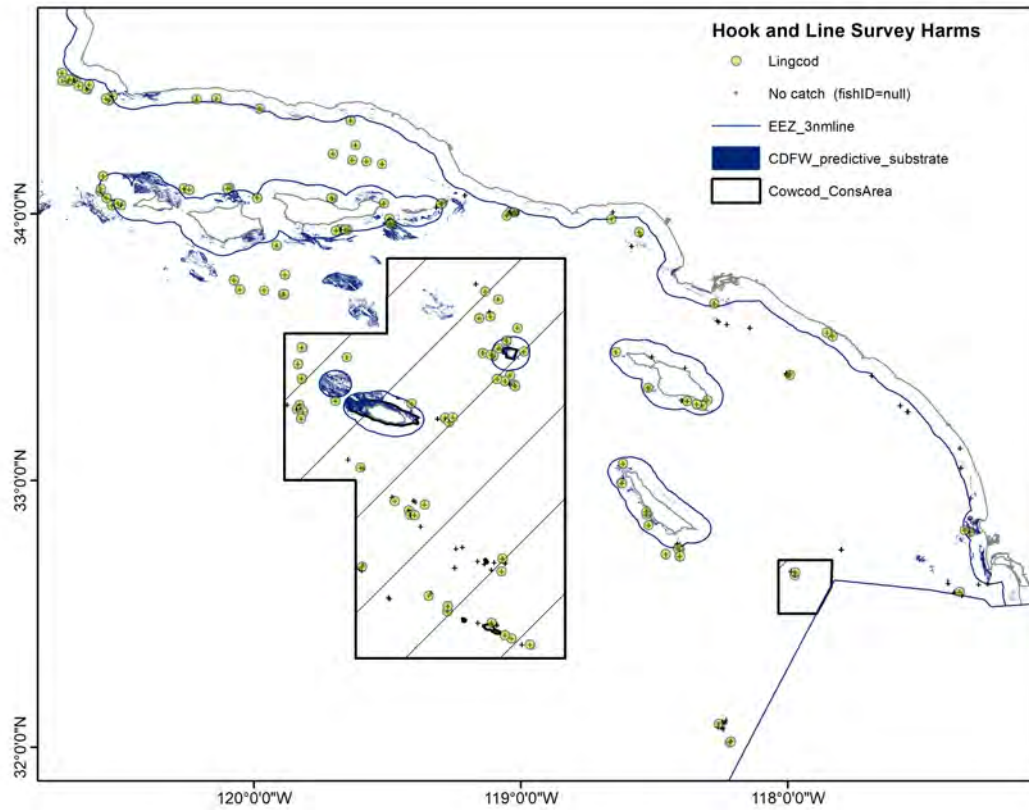 Hook and Line Survey Harms
Lingcod
No catch (fishID=null)
EEZ_3nmline
CDFW_predictive_substrate
Cowcod_ConsArea
34°0'0"N
33°0'0"N
32°0'0"N
120°0'0"W
119°0'0"W
118°0'0"W